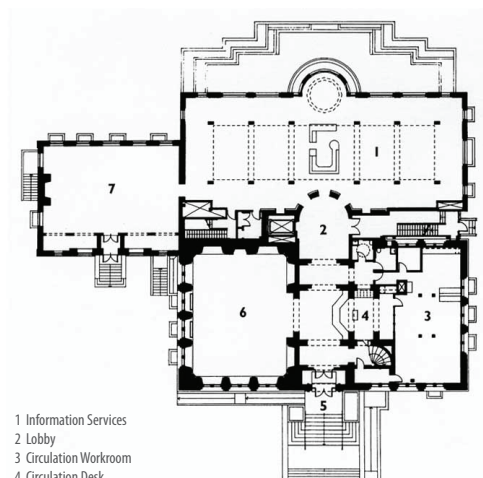 1
7
2
6
4
3
5
1 Information Services
2 Lobby
3 Circulation Workroom
4 Circulation Desk